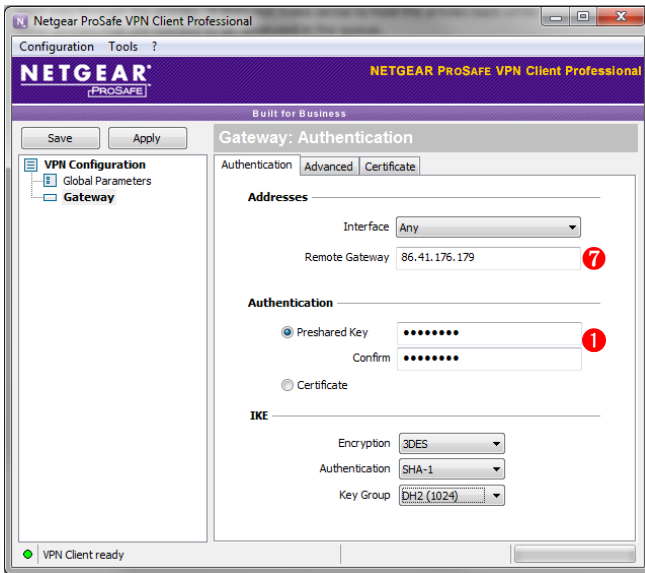 Netgear ProSafe VPN Client Professional
Configuration Tools ?
NETGEAR®
PROSAFE
NETGEAR PROSAFE VPN Client Professional
Built for Business
Save Apply
Gateway: Authentication
VPN Configuration
Global Parameters
Gateway
Authentication Advanced Certificate
Addresses
Interface Any
Remote Gateway 86.41.176.179 7
Authentication
Preshared Key ●●●●●●●● 1
Confirm ●●●●●●●●
Certificate
IKE
Encryption 3DES
Authentication SHA-1
Key Group DH2 (1024)
VPN Client ready